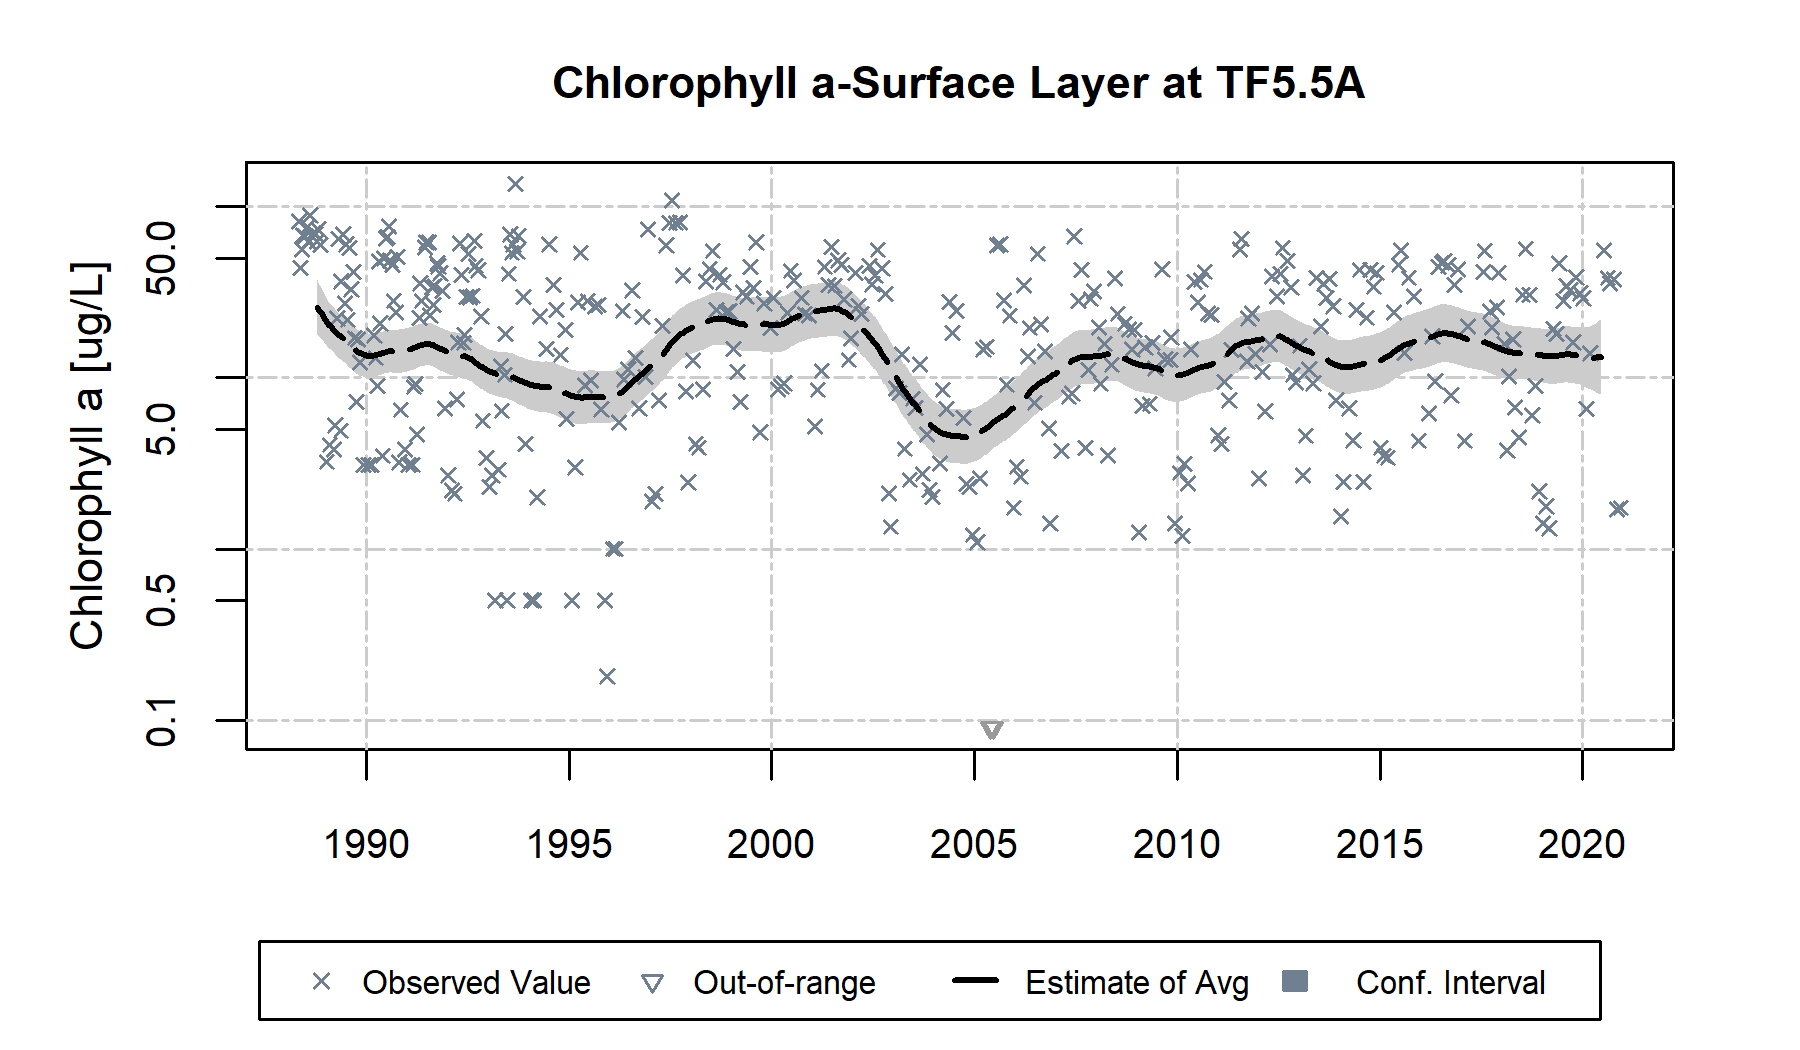 Chlorophyll a-Surface Layer at TF5.5A
Chlorophyll a [ug/L]
50.0
5.0
0.5
0.1
1990 1995 2000 2005 2010 2015 2020
Observed Value Out-of-range Estimate of Avg Conf. Interval